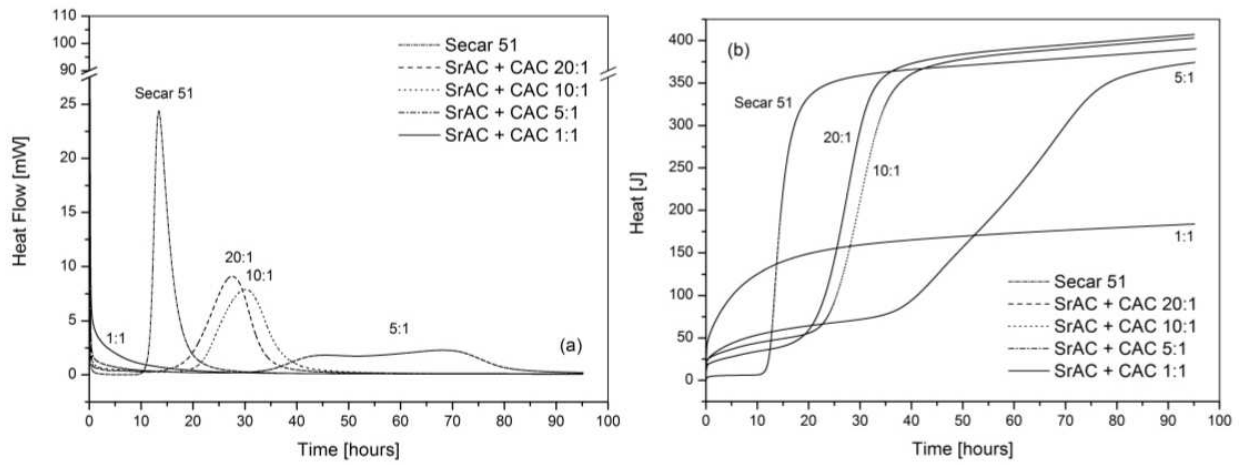 110
100
90
25
20
15
10
5
0
Heat Flow [mW]
Secar 51
SrAC + CAC 20:1
SrAC + CAC 10:1
SrAC + CAC 5:1
SrAC + CAC 1:1
Secar 51
20:1
10:1
5:1
1:1
(a)
0 10 20 30 40 50 60 70 80 90 100
Time [hours]
(b)
400
350
300
250
200
150
100
50
0
Heat [J]
Secar 51
20:1
10:1
5:1
1:1
Secar 51
SrAC + CAC 20:1
SrAC + CAC 10:1
SrAC + CAC 5:1
SrAC + CAC 1:1
0 10 20 30 40 50 60 70 80 90 100
Time [hours]